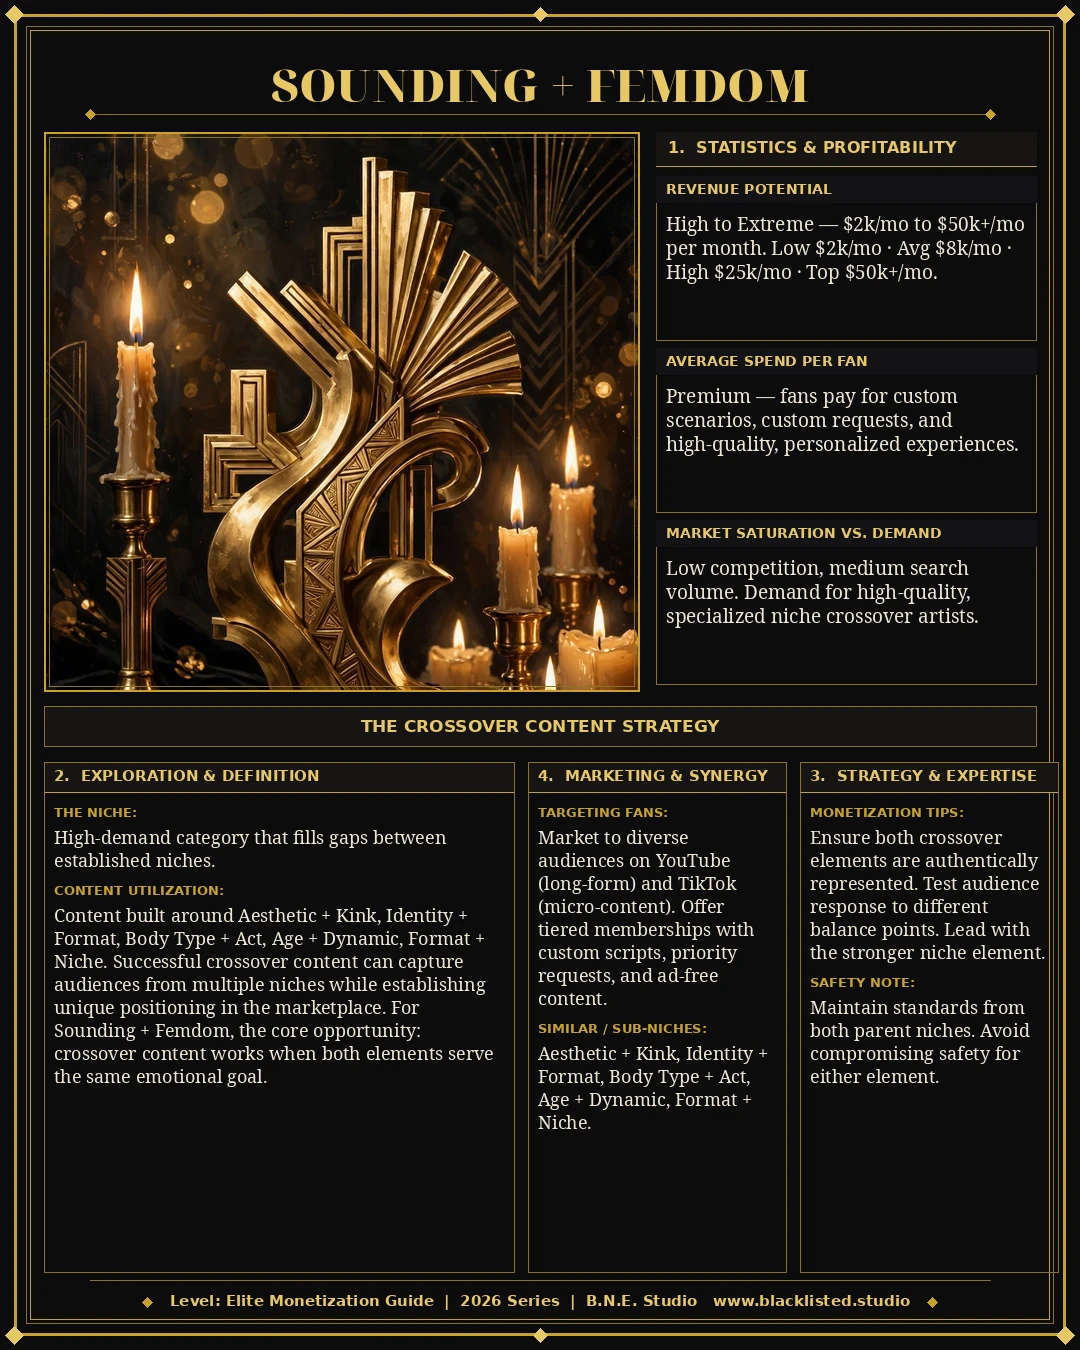 SOUNDING + FEMDOM
1. STATISTICS & PROFITABILITY
REVENUE POTENTIAL
High to Extreme — $2k/mo to $50k+/mo
per month. Low $2k/mo · Avg $8k/mo ·
High $25k/mo · Top $50k+/mo.
AVERAGE SPEND PER FAN
Premium — fans pay for custom
scenarios, custom requests, and
high-quality, personalized experiences.
MARKET SATURATION VS. DEMAND
Low competition, medium search
volume. Demand for high-quality,
specialized niche crossover artists.
THE CROSSOVER CONTENT STRATEGY
2. EXPLORATION & DEFINITION
THE NICHE:
High-demand category that fills gaps between
established niches.
CONTENT UTILIZATION:
Content built around Aesthetic + Kink, Identity +
Format, Body Type + Act, Age + Dynamic, Format +
Niche. Successful crossover content can capture
audiences from multiple niches while establishing
unique positioning in the marketplace. For
Sounding + Femdom, the core opportunity:
crossover content works when both elements serve
the same emotional goal.
4. MARKETING & SYNERGY
TARGETING FANS:
Market to diverse
audiences on YouTube
(long-form) and TikTok
(micro-content). Offer
tiered memberships with
custom scripts, priority
requests, and ad-free
content.
SIMILAR / SUB-NICHES:
Aesthetic + Kink, Identity +
Format, Body Type + Act,
Age + Dynamic, Format +
Niche.
3. STRATEGY & EXPERTISE
MONETIZATION TIPS:
Ensure both crossover
elements are authentically
represented. Test audience
response to different
balance points. Lead with
the stronger niche element.
SAFETY NOTE:
Maintain standards from
both parent niches. Avoid
compromising safety for
either element.
Level: Elite Monetization Guide | 2026 Series | B.N.E. Studio www.blacklisted.studio